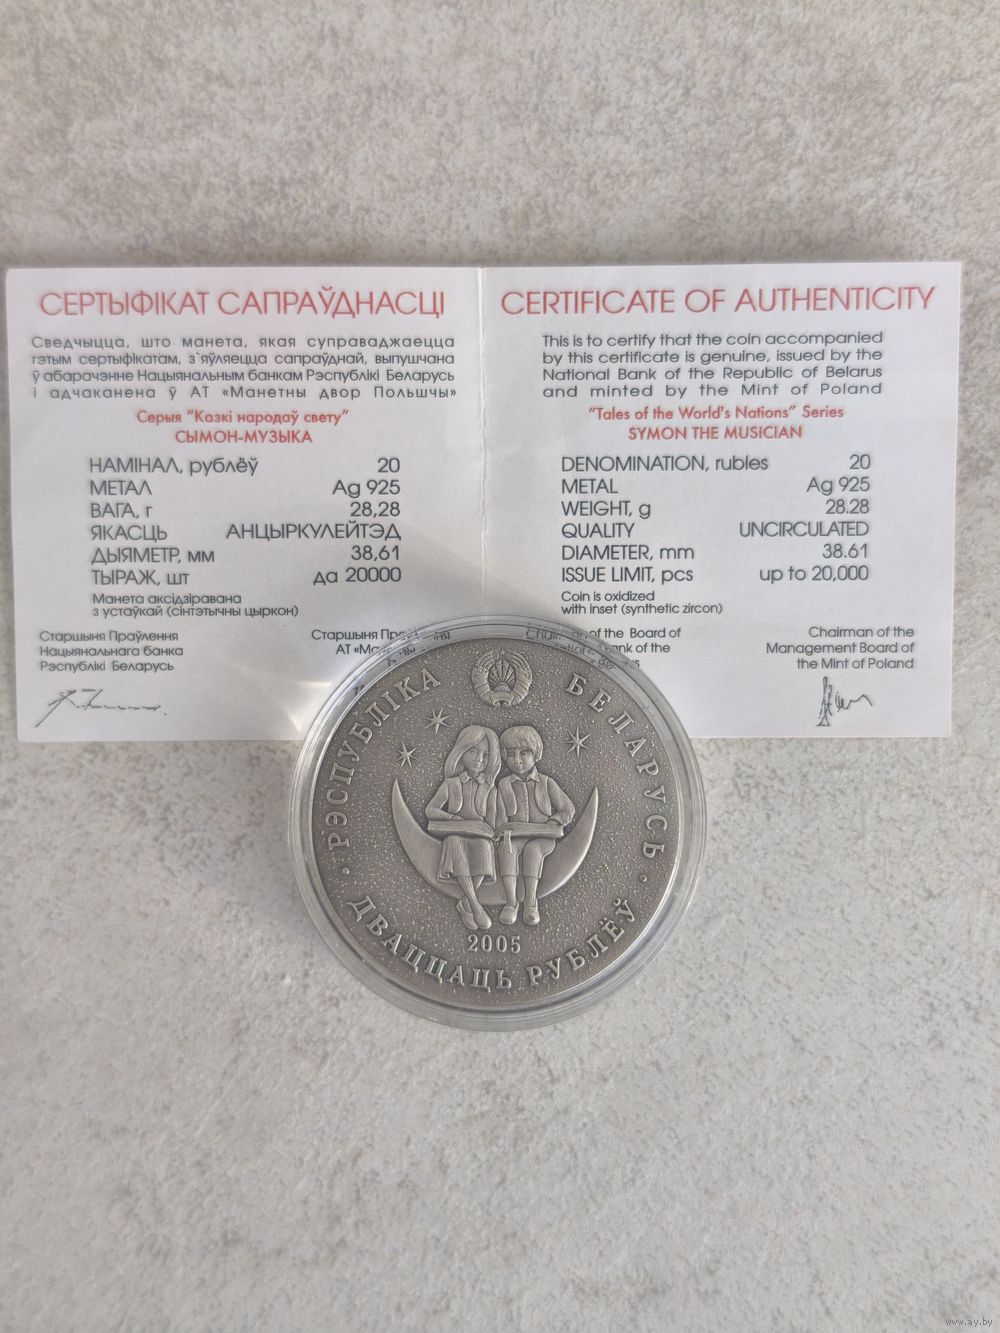 СЕРТЫФІКАТ САПРАЎДНАСЦІ
Сведчыцца, што манета, якая суправаджаецца
гэтым сертыфікатам, з`яўляецца сапраўднай, выпушчана
ў абарачэнне Нацыянальным банкам Рэспублікі Беларусь
і адчаканена ў АТ «Манетны двор Польшчы»
Серыя "Казкі народаў свету"
СЫМОН-МУЗЫКА
НАМІНАЛ, рублёў 20
МЕТАЛ Ag 925
ВАГА, г 28,28
ЯКАСЦЬ АНЦЫРКУЛЕЙТЭД
ДЫЯМЕТР, мм 38,61
ТЫРАЖ, шт да 20000
Манета аксідзіравана
з устаўкай (сінтэтычны цыркон)
Старшыня Праўлення
Нацыянальнага банка
Рэспублікі Беларусь
Старшыня
АТ
CERTIFICATE OF AUTHENTICITY
This is to certify that the coin accompanied
by this certificate is genuine, issued by the
National Bank of the Republic of Belarus
and minted by the Mint of Poland
"Tales of the World's Nations" Series
SYMON THE MUSICIAN
DENOMINATION, rubles 20
METAL Ag 925
WEIGHT, g 28.28
QUALITY UNCIRCULATED
DIAMETER, mm 38.61
ISSUE LIMIT, pcs up to 20,000
Coin is oxidized
with inset (synthetic zircon)
of the Board of
of the
Chairman of the
Management Board of
the Mint of Poland
РЭСПУБЛІКА БЕЛАРУСЬ
2005
ДВАЦЦАЦЬ РУБЛЁЎ
www.ay.by